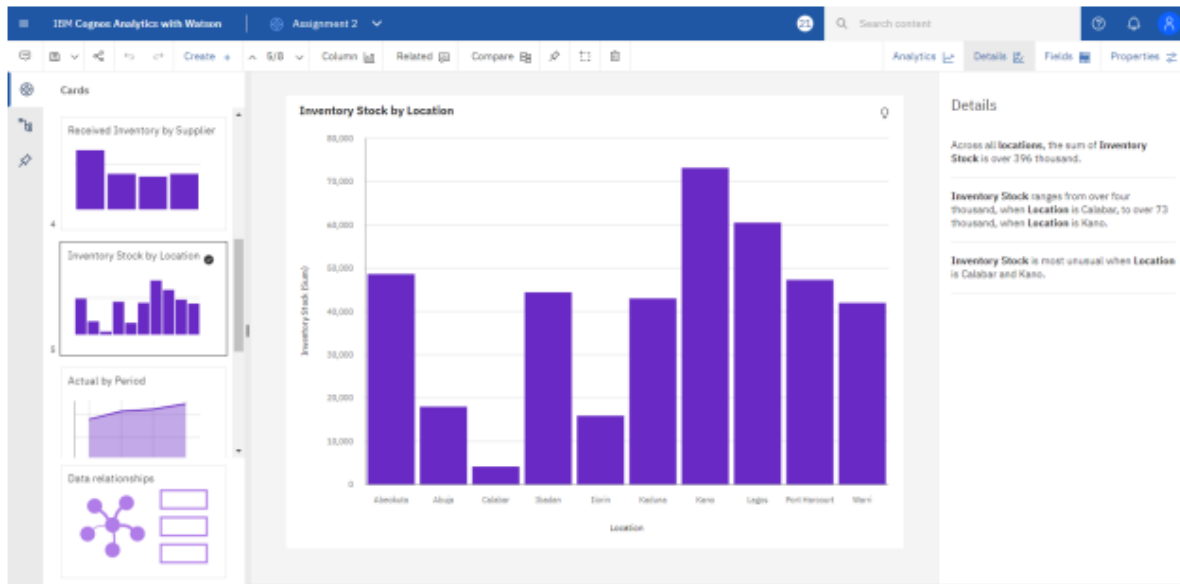 IBM Cognos Analytics with Watson
Assignment 2
21
Search content
Create +
5/8
Column
Related
Compare
Analytics
Details
Fields
Properties
Cards
Received Inventory by Supplier
4
Inventory Stock by Location
5
Actual by Period
Data relationships
Inventory Stock by Location
80,000
70,000
60,000
50,000
40,000
30,000
20,000
10,000
0
Inventory Stock (Sum)
Abeokuta Abuja Calabar Ibadan Ilorin Kaduna Kano Lagos Port Harcourt Warri
Location
Details
Across all locations, the sum of Inventory
Stock is over 396 thousand.
Inventory Stock ranges from over four
thousand, when Location is Calabar, to over 73
thousand, when Location is Kano.
Inventory Stock is most unusual when Location
is Calabar and Kano.